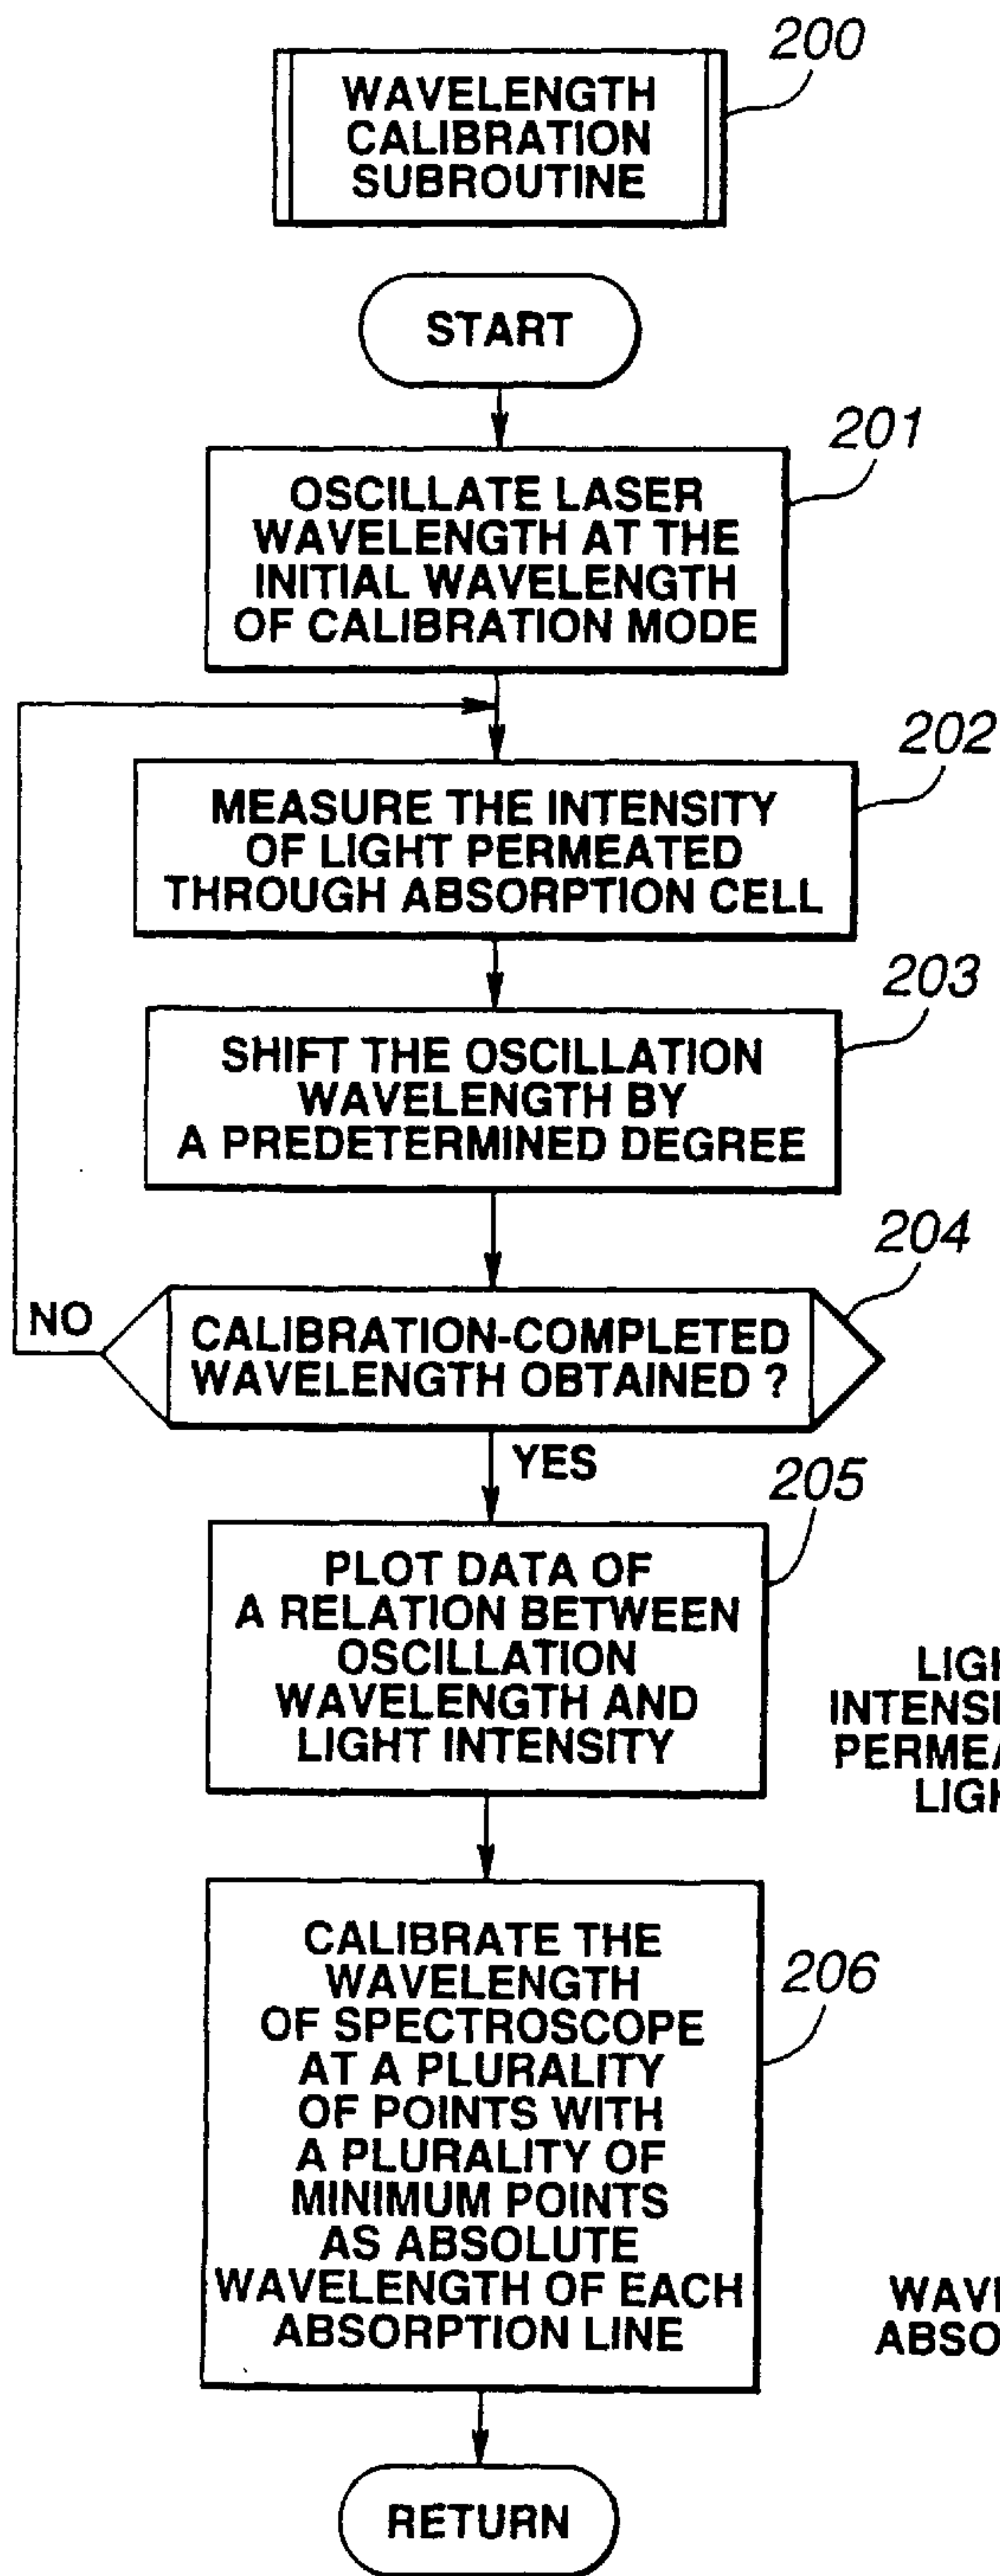 200
WAVELENGTH
CALIBRATION
SUBROUTINE
START
201
OSCILLATE LASER
WAVELENGTH AT THE
INITIAL WAVELENGTH
OF CALIBRATION MODE
202
MEASURE THE INTENSITY
OF LIGHT PERMEATED
THROUGH ABSORPTION CELL
203
SHIFT THE OSCILLATION
WAVELENGTH BY
A PREDETERMINED DEGREE
204
NO
CALIBRATION-COMPLETED
WAVELENGTH OBTAINED ?
YES
205
PLOT DATA OF
A RELATION BETWEEN
OSCILLATION
WAVELENGTH AND
LIGHT INTENSITY
206
CALIBRATE THE
WAVELENGTH
OF SPECTROSCOPE
AT A PLURALITY
OF POINTS WITH
A PLURALITY OF
MINIMUM POINTS
AS ABSOLUTE
WAVELENGTH OF EACH
ABSORPTION LINE
RETURN